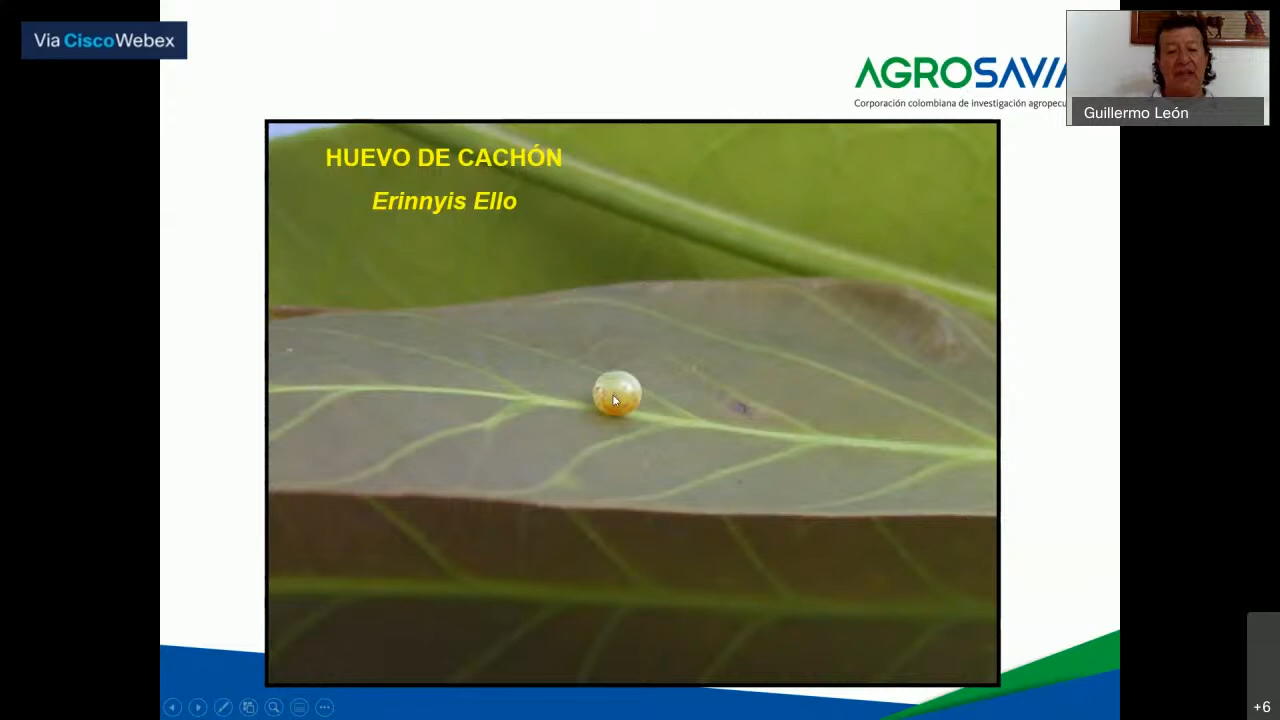 Via CiscoWebex
AGROSAVIA
Corporación colombiana de investigación agropecu
Guillermo León
HUEVO DE CACHÓN
Erinnyis Ello
+6